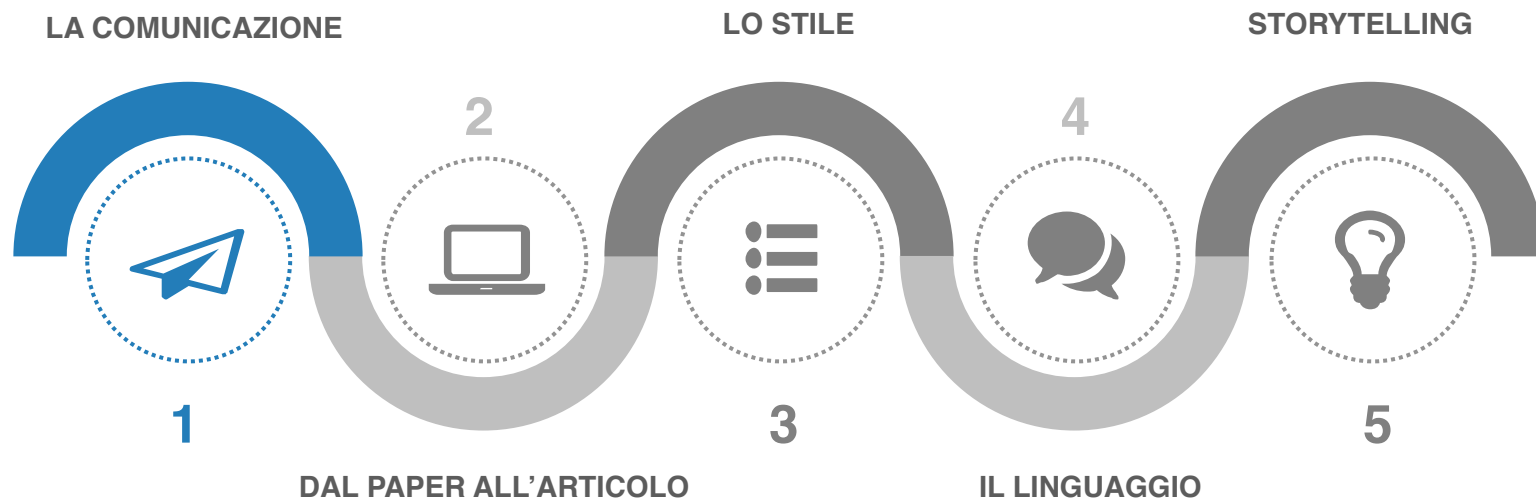 LA COMUNICAZIONE
LO STILE
STORYTELLING
2
4
1
3
5
DAL PAPER ALL’ARTICOLO
IL LINGUAGGIO